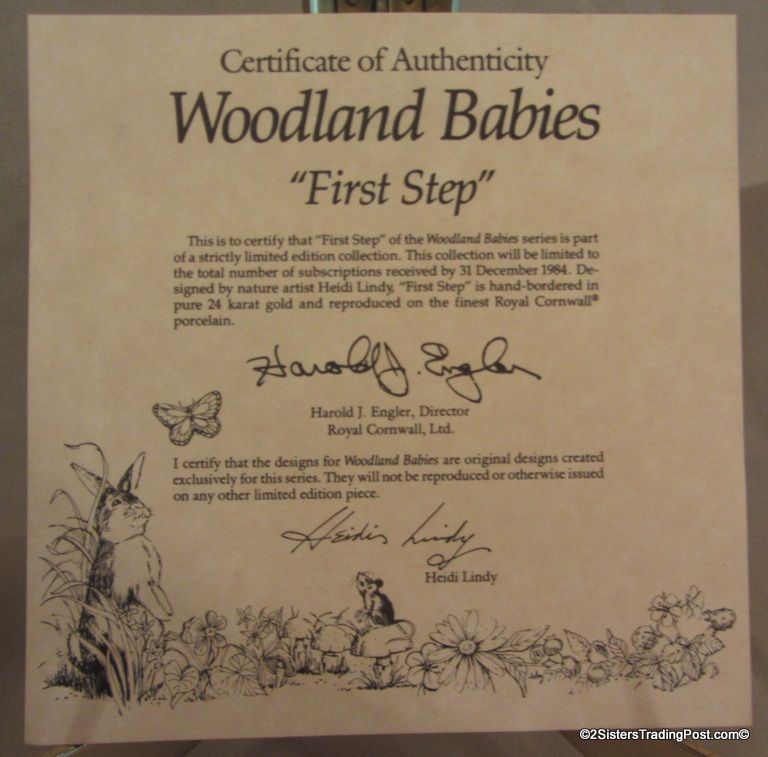 Certificate of Authenticity
Woodland Babies
“First Step”
This is to certify that “First Step” of the Woodland Babies series is part
of a strictly limited edition collection. This collection will be limited to
the total number of subscriptions received by 31 December 1984. De-
signed by nature artist Heidi Lindy, “First Step” is hand-bordered in
pure 24 karat gold and reproduced on the finest Royal Cornwall®
porcelain.
Harold J. Engler
Harold J. Engler, Director
Royal Cornwall, Ltd.
I certify that the designs for Woodland Babies are original designs created
exclusively for this series. They will not be reproduced or otherwise issued
on any other limited edition piece.
Heidi Lindy
Heidi Lindy
©2SistersTradingPost.com©